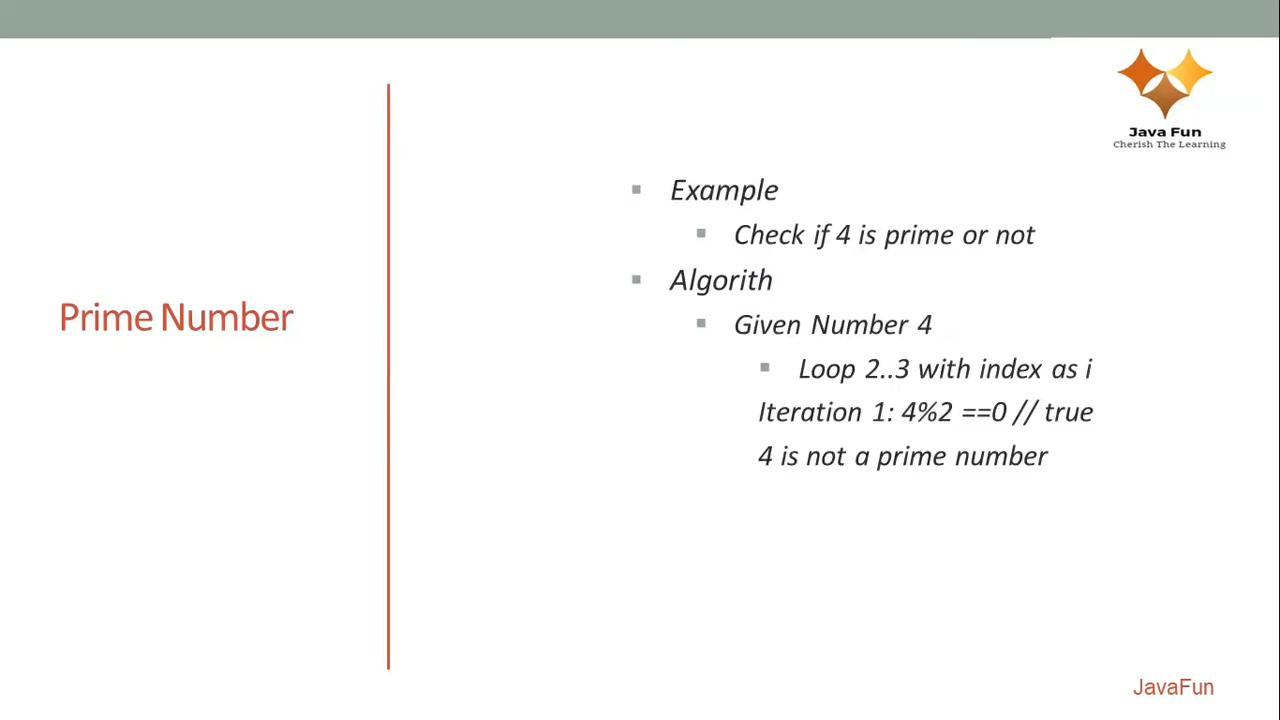 Java Fun
Cherish The Learning
Prime Number
Example
Check if 4 is prime or not
Algorith
Given Number 4
Loop 2..3 with index as i
Iteration 1: 4%2 ==0 // true
4 is not a prime number
JavaFun